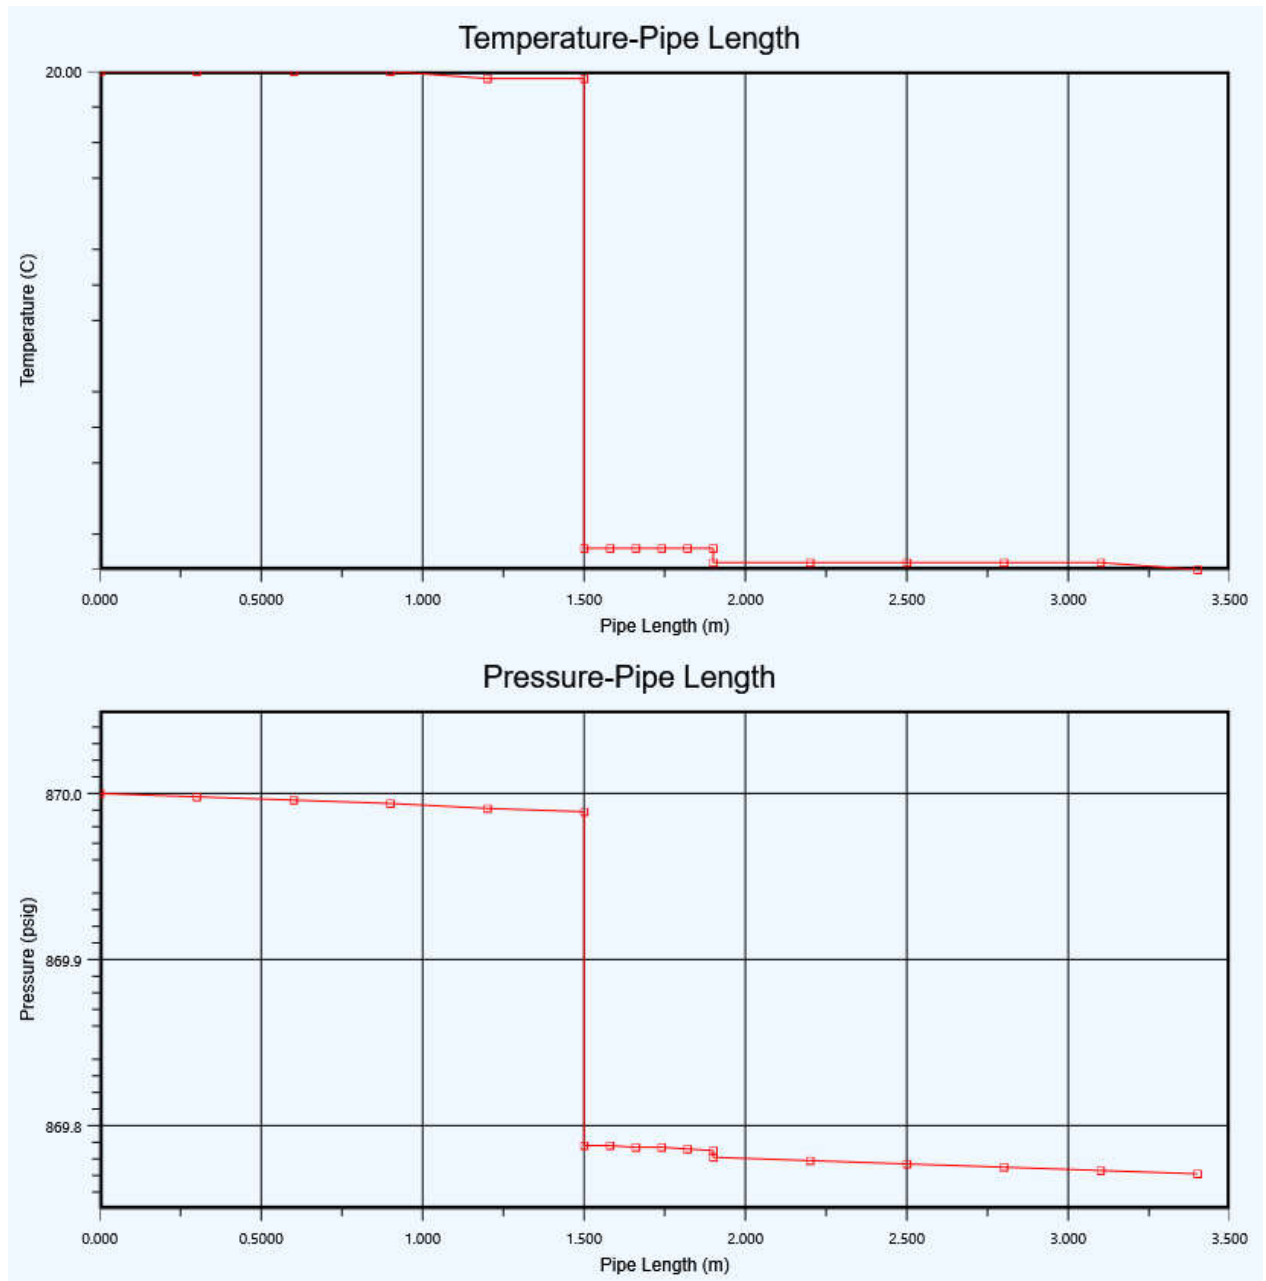 Temperature-Pipe Length
20.00
Temperature (C)
0.000 0.5000 1.000 1.500 2.000 2.500 3.000 3.500
Pipe Length (m)
Pressure-Pipe Length
870.0
869.9
869.8
Pressure (psig)
0.000 0.5000 1.000 1.500 2.000 2.500 3.000 3.500
Pipe Length (m)